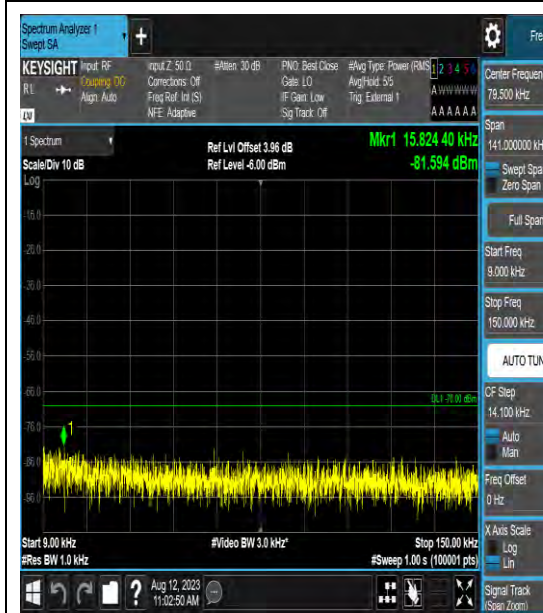 Spectrum Analyzer 1
Swept SA
+
Fre
KEYSIGHT
RL
Input: RF
Coupling: DC
Align: Auto
Input Z: 50 Ω
Corrections: Off
Freq Ref: Int (S)
NFE: Adaptive
#Atten: 30 dB
PNO: Best Close
Gate: LO
IF Gain: Low
Sig Track: Off
#Avg Type: Power (RMS
Avg|Hold: 5/5
Trig: External 1
1 2 3 4 5 6
A W W W W W
A A A A A A
LW
Center Frequen
79.500 kHz
Span
141.000000 kH
Swept Spa
Zero Span
Full Span
Start Freq
9.000 kHz
Stop Freq
150.000 kHz
AUTO TUN
CF Step
14.100 kHz
Auto
Man
Freq Offset
0 Hz
X Axis Scale
Log
Lin
Signal Track
(Span Zoom)
1 Spectrum
Scale/Div 10 dB
Log
Ref Lvl Offset 3.96 dB
Ref Level -6.00 dBm
Mkr1 15.824 40 kHz
-81.594 dBm
-16.0
-26.0
-36.0
-46.0
-56.0
-66.0
-76.0
-86.0
-96.0
DL1 -70.00 dBm
1
Start 9.00 kHz
#Res BW 1.0 kHz
#Video BW 3.0 kHz*
Stop 150.00 kHz
#Sweep 1.00 s (100001 pts)
?
Aug 12, 2023
11:02:50 AM